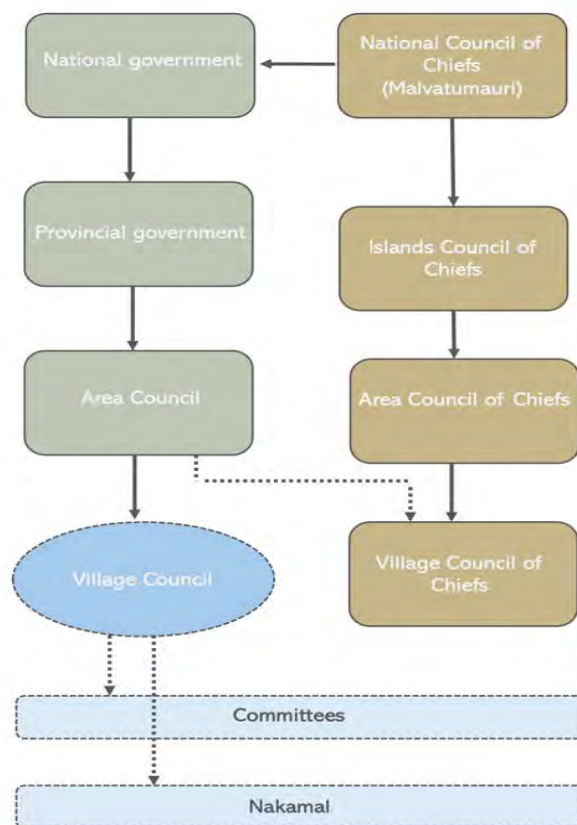 National government
National Council of
Chiefs
(Malvatumauri)
Provincial government
Islands Council of
Chiefs
Area Council
Area Council of Chiefs
Village Council
Village Council of
Chiefs
Committees
Nakamal